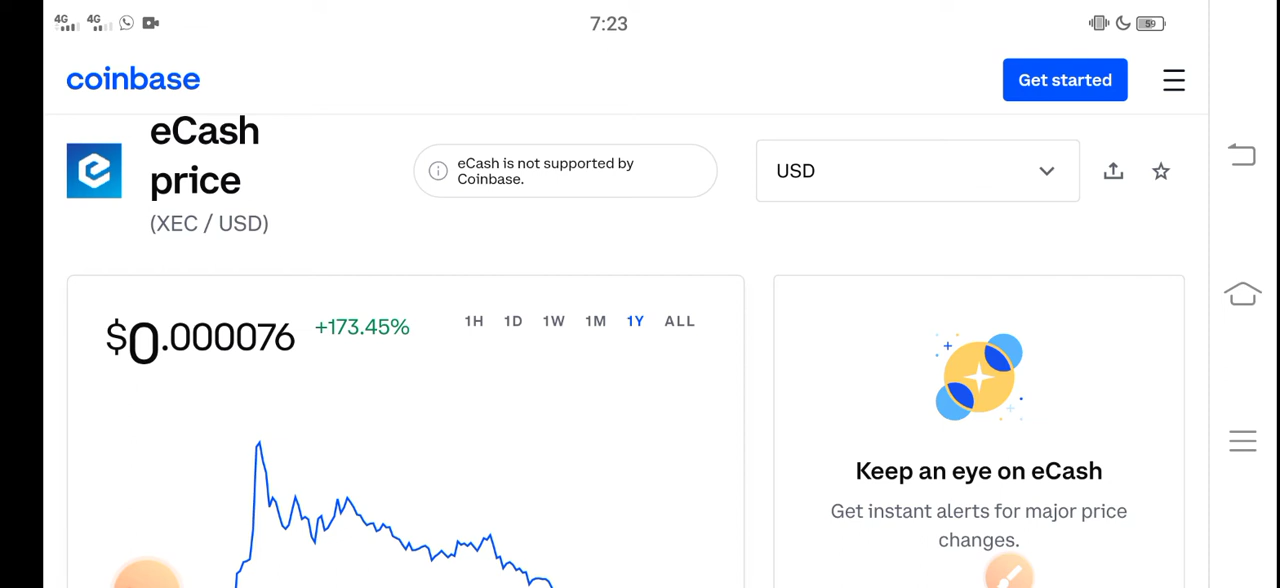 4G 4G 7:23 59
coinbase Get started
eCash
price
(XEC / USD)
eCash is not supported by
Coinbase.
USD
$0.000076 +173.45% 1H 1D 1W 1M 1Y ALL
Keep an eye on eCash
Get instant alerts for major price
changes.